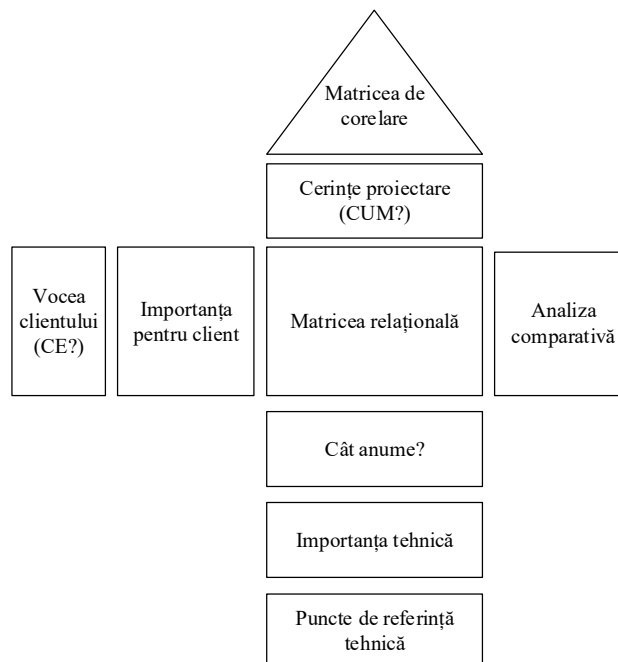 Matricea de
corelare
Cerințe proiectare
(CUM?)
Vocea
clientului
(CE?)
Importanța
pentru client
Matricea relațională
Analiza
comparativă
Cât anume?
Importanța tehnică
Puncte de referință
tehnică